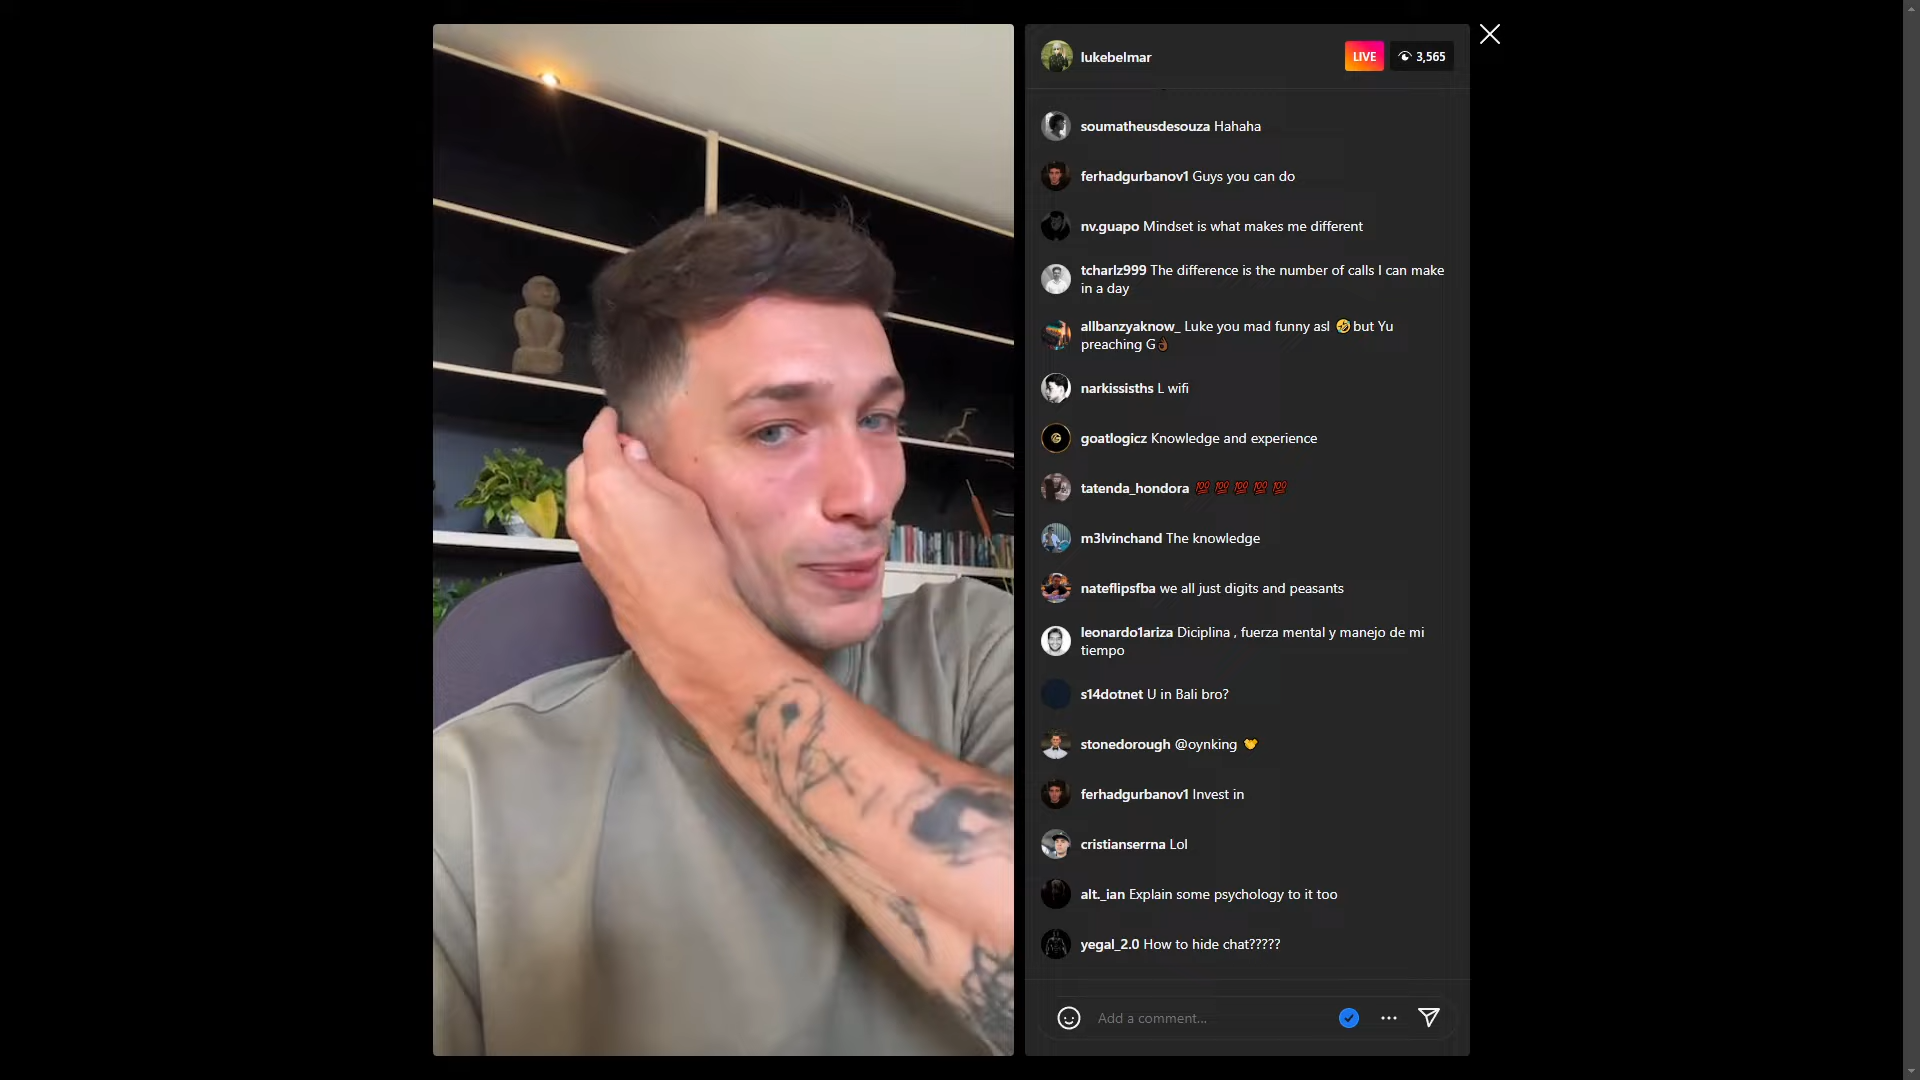 lukebelmar
LIVE
3,565
soumatheusdesouza Hahaha
ferhadgurbanov1 Guys you can do
nv.guapo Mindset is what makes me different
tcharlz999 The difference is the number of calls I can make
in a day
allbanzyaknow_ Luke you mad funny asl 🤣but Yu
preaching G👌🏿
narkissisths L wifi
goatlogicz Knowledge and experience
tatenda_hondora 💯 💯 💯 💯 💯
m3lvinchand The knowledge
nateflipsfba we all just digits and peasants
leonardo1ariza Diciplina , fuerza mental y manejo de mi
tiempo
s14dotnet U in Bali bro?
stonedorough @oynking
ferhadgurbanov1 Invest in
cristianserrna Lol
alt._ian Explain some psychology to it too
yegal_2.0 How to hide chat?????
Add a comment...